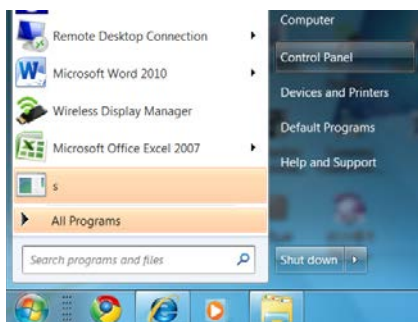 Remote Desktop Connection
Microsoft Word 2010
Wireless Display Manager
Microsoft Office Excel 2007
s
All Programs
Search programs and files
Computer
Control Panel
Devices and Printers
Default Programs
Help and Support
Shut down